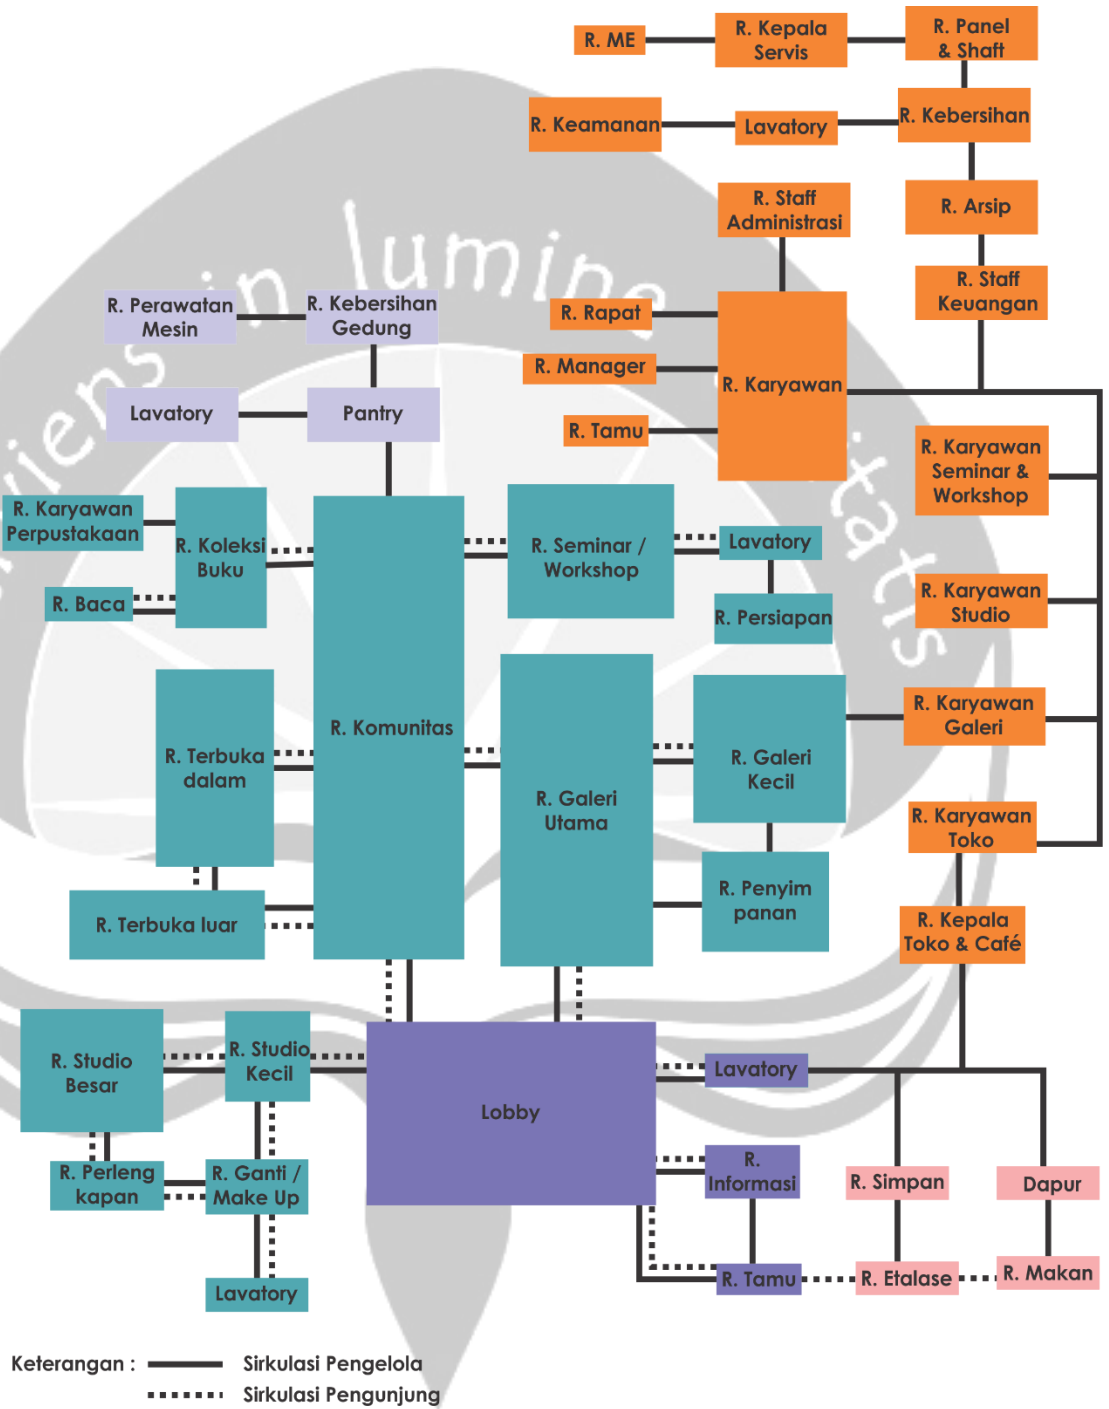 R. ME
R. Kepala
Servis
R. Panel
& Shaft
R. Keamanan
Lavatory
R. Kebersihan
R. Staff
Administrasi
R. Arsip
R. Staff
Keuangan
R. Perawatan
Mesin
R. Kebersihan
Gedung
R. Rapat
R. Manager
R. Karyawan
R. Tamu
Lavatory
Pantry
R. Karyawan
Seminar &
Workshop
R. Karyawan
Perpustakaan
R. Koleksi
Buku
R. Seminar /
Workshop
Lavatory
R. Baca
R. Persiapan
R. Karyawan
Studio
R. Komunitas
R. Terbuka
dalam
R. Galeri
Utama
R. Galeri
Kecil
R. Karyawan
Galeri
R. Karyawan
Toko
R. Terbuka luar
R. Penyim
panan
R. Kepala
Toko & Café
R. Studio
Besar
R. Studio
Kecil
Lobby
Lavatory
R. Perleng
kapan
R. Ganti /
Make Up
R.
Informasi
R. Simpan
Dapur
Lavatory
R. Tamu
R. Etalase
R. Makan
Keterangan :
Sirkulasi Pengelola
Sirkulasi Pengunjung
viens in lumine
itatis